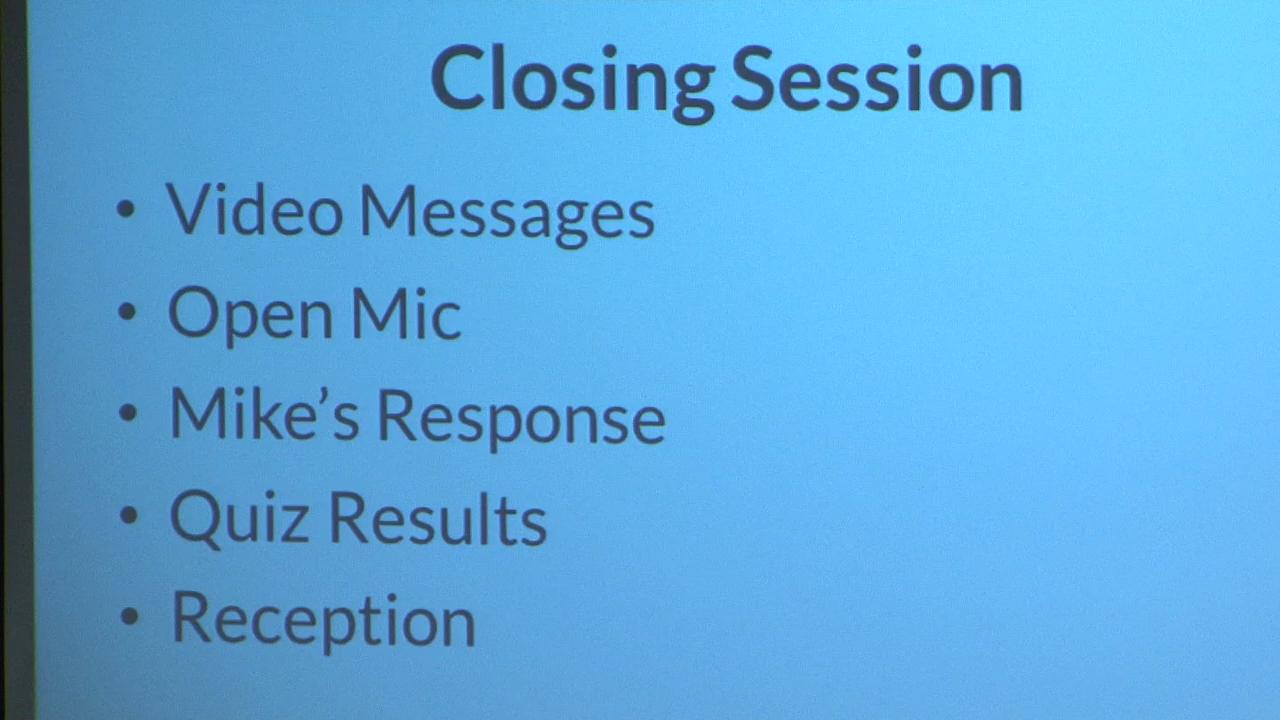 Closing Session
• Video Messages
• Open Mic
• Mike’s Response
• Quiz Results
• Reception